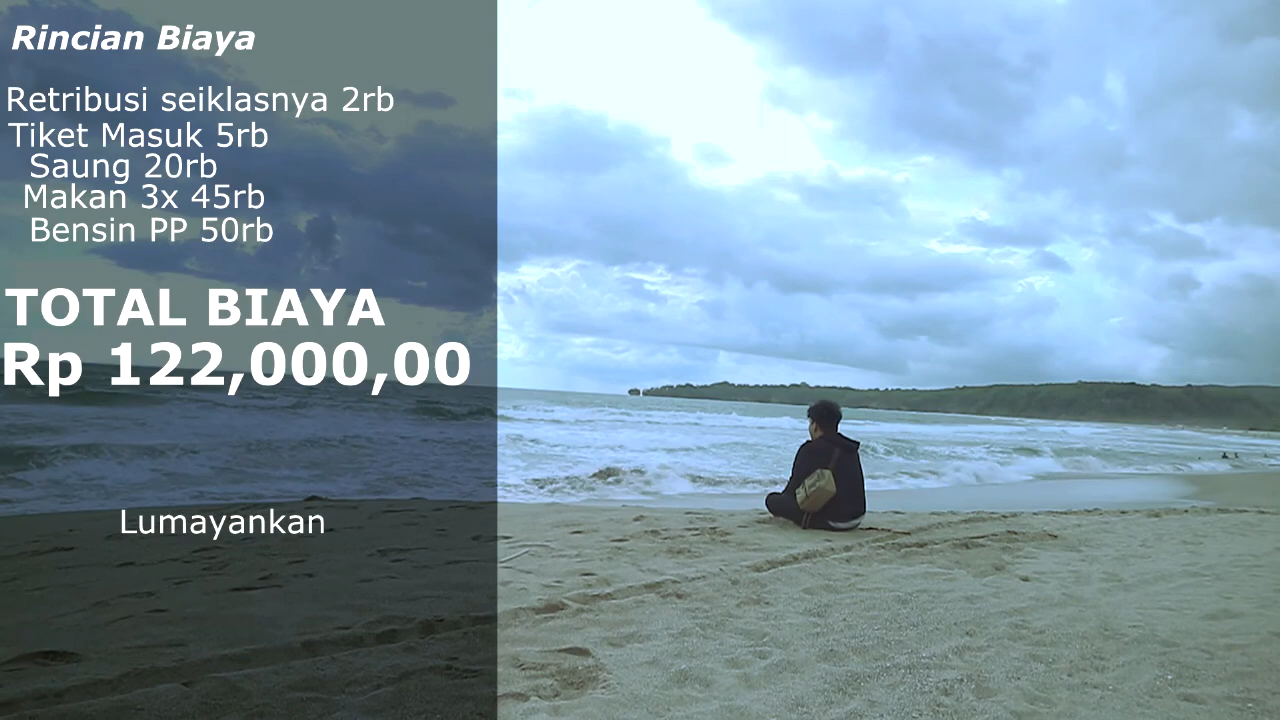 Rincian Biaya
Retribusi seiklasnya 2rb
Tiket Masuk 5rb
Saung 20rb
Makan 3x 45rb
Bensin PP 50rb
TOTAL BIAYA
Rp 122,000,00
Lumayankan